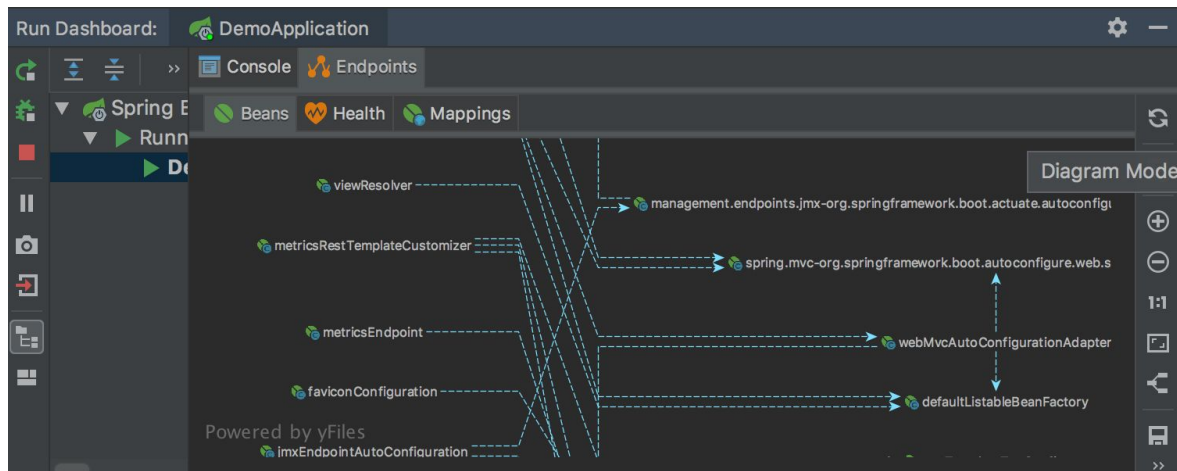 Run Dashboard: DemoApplication
Console Endpoints
Spring B
Beans Health Mappings
Runn
De
Diagram Mode
viewResolver
management.endpoints.jmx-org.springframework.boot.actuate.autoconfigu
metricsRestTemplateCustomizer
spring.mvc-org.springframework.boot.autoconfigure.web.s
1:1
metricsEndpoint
webMvcAutoConfigurationAdapter
faviconConfiguration
defaultListableBeanFactory
Powered by yFiles
jmxEndpointAutoConfiguration